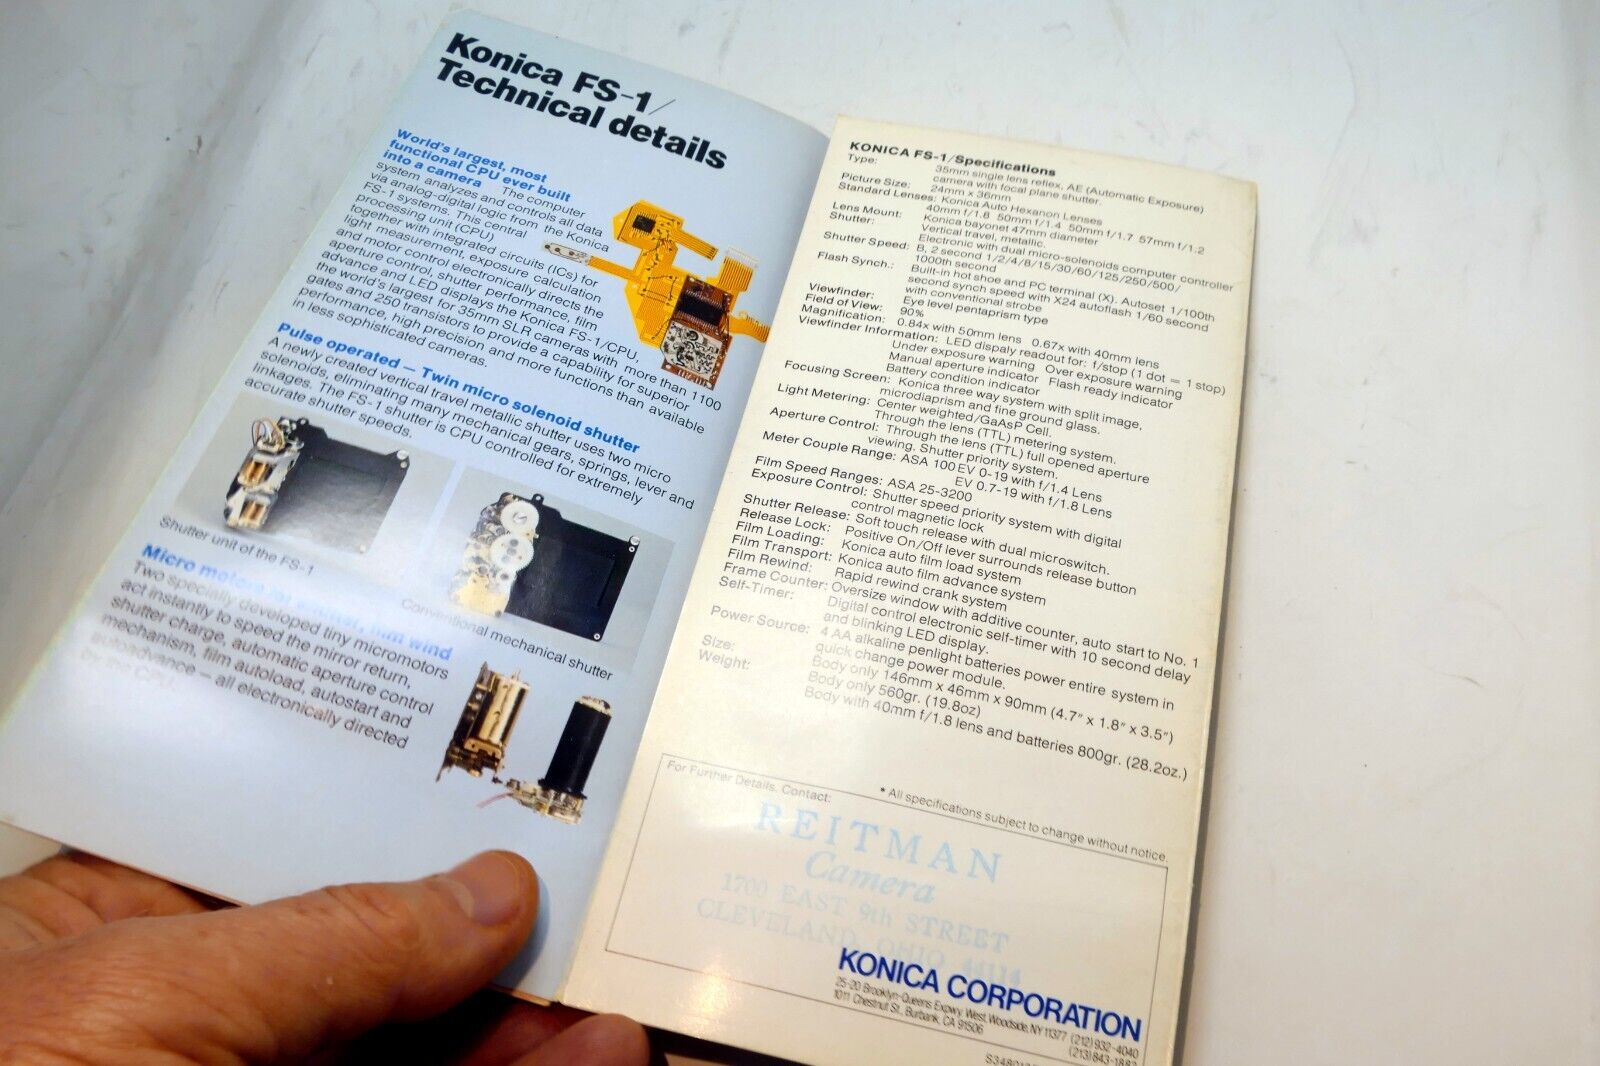 Konica FS-1/
Technical details
World's largest, most
functional CPU ever built
into a camera The computer
system analyzes and controls all data
via analog-digital logic from the Konica
FS-1 systems. This central
processing unit (CPU)
together with integrated circuits (ICs) for
light measurement, exposure calculation
and motor control electronically directs the
aperture control, shutter performance, film
advance and LED displays the Konica FS-1/CPU,
the world's largest for 35mm SLR cameras with more than 1100
gates and 250 transistors to provide a capability for superior
performance, high precision and more functions than available
in less sophisticated cameras.
Pulse operated — Twin micro solenoid shutter
A newly created vertical travel metallic shutter uses two micro
solenoids, eliminating many mechanical gears, springs, lever and
linkages. The FS-1 shutter is CPU controlled for extremely
accurate shutter speeds.
Shutter unit of the FS-1
Conventional mechanical shutter
Micro motors for shutter, film wind
Two specially developed tiny micromotors
act instantly to speed the mirror return,
shutter charge, automatic aperture control
mechanism, film autoload, autostart and
autoadvance — all electronically directed
by the CPU.
KONICA FS-1/Specifications
Type: 35mm single lens reflex, AE (Automatic Exposure)
camera with focal plane shutter.
Picture Size: 24mm x 36mm
Standard Lenses: Konica Auto Hexanon Lenses
40mm f/1.8 50mm f/1.4 50mm f/1.7 57mm f/1.2
Lens Mount: Konica bayonet 47mm diameter
Shutter: Vertical travel, metallic.
Electronic with dual micro-solenoids computer controller
Shutter Speed: B, 2 second 1/2/4/8/15/30/60/125/250/500/
1000th second
Flash Synch.: Built-in hot shoe and PC terminal (X). Autoset 1/100th
second synch speed with X24 autoflash 1/60 second
with conventional strobe
Viewfinder: Eye level pentaprism type
Field of View: 90%
Magnification: 0.84x with 50mm lens 0.67x with 40mm lens
Viewfinder Information: LED dispaly readout for: f/stop (1 dot = 1 stop)
Under exposure warning Over exposure warning
Manual aperture indicator Flash ready indicator
Battery condition indicator
Focusing Screen: Konica three way system with split image,
microdiaprism and fine ground glass.
Light Metering: Center weighted/GaAsP Cell.
Through the lens (TTL) metering system.
Aperture Control: Through the lens (TTL) full opened aperture
viewing. Shutter priority system.
Meter Couple Range: ASA 100 EV 0-19 with f/1.4 Lens
EV 0.7-19 with f/1.8 Lens
Film Speed Ranges: ASA 25-3200
Exposure Control: Shutter speed priority system with digital
control magnetic lock
Shutter Release: Soft touch release with dual microswitch.
Release Lock: Positive On/Off lever surrounds release button
Film Loading: Konica auto film load system
Film Transport: Konica auto film advance system
Film Rewind: Rapid rewind crank system
Frame Counter: Oversize window with additive counter, auto start to No. 1
Self-Timer: Digital control electronic self-timer with 10 second delay
and blinking LED display.
Power Source: 4 AA alkaline penlight batteries power entire system in
quick change power module.
Size: Body only 146mm x 46mm x 90mm (4.7" x 1.8" x 3.5")
Weight: Body only 560gr. (19.8oz)
Body with 40mm f/1.8 lens and batteries 800gr. (28.2oz.)
* All specifications subject to change without notice.
For Further Details, Contact:
REITMAN
Camera
1700 EAST 9th STREET
CLEVELAND, OHIO 44114
KONICA CORPORATION
25-20 Brooklyn-Queens Expwy. West, Woodside, NY 11377 (212) 932-4040
1011 Chestnut St., Burbank, CA 91506